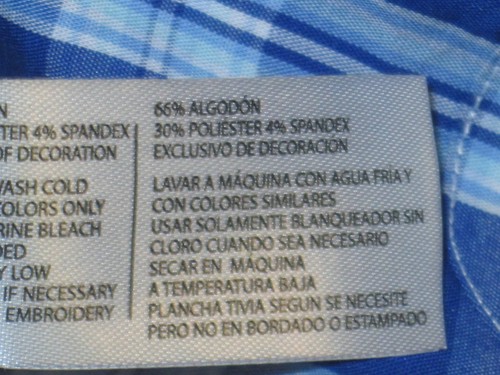 N
TER 4% SPANDEX
OF DECORATION
WASH COLD
COLORS ONLY
RINE BLEACH
DED
Y LOW
IF NECESSARY
EMBROIDERY
66% ALGODÓN
30% POLIÉSTER 4% SPANDEX
EXCLUSIVO DE DECORACIÓN
LAVAR A MÁQUINA CON AGUA FRÍA Y
CON COLORES SIMILARES
USAR SOLAMENTE BLANQUEADOR SIN
CLORO CUANDO SEA NECESARIO
SECAR EN MAQUINA
A TEMPERATURA BAJA
PLANCHA TIVIA SEGUN SE NECESITE
PERO NO EN BORDADO O ESTAMPADO